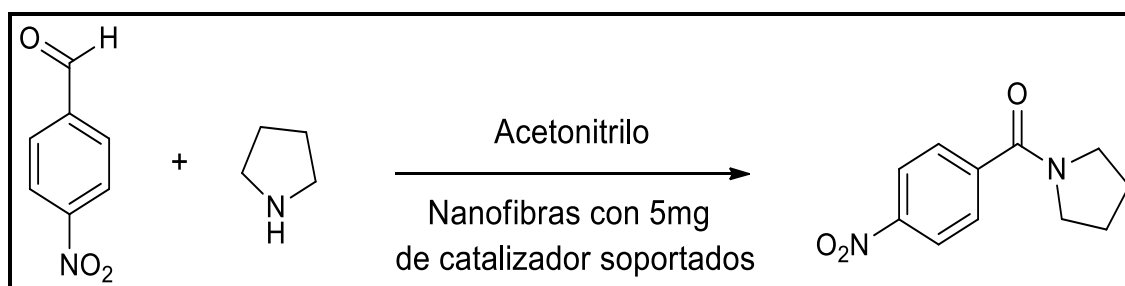 O
H
NO₂
+
N
H
Acetonitrilo
Nanofibras con 5mg
de catalizador soportados
O
N
O₂N